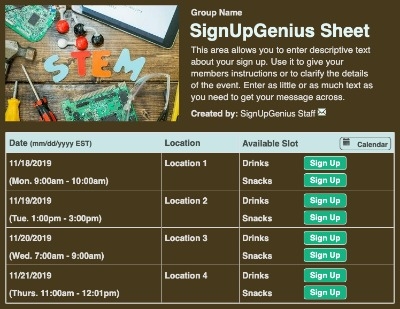 STEM
Group Name
SignUpGenius Sheet
This area allows you to enter descriptive text
about your sign up. Use it to give your
members instructions or to clarify the details
of the event. Enter as little or as much text as
you need to get your message across.
Created by: SignUpGenius Staff
Date (mm/dd/yyyy EST) Location Available Slot Calendar
11/18/2019 Location 1 Drinks Sign Up
(Mon. 9:00am - 10:00am) Snacks Sign Up
11/19/2019 Location 2 Drinks Sign Up
(Tue. 1:00pm - 3:00pm) Snacks Sign Up
11/20/2019 Location 3 Drinks Sign Up
(Wed. 7:00am - 9:00am) Snacks Sign Up
11/21/2019 Location 4 Drinks Sign Up
(Thurs. 11:00am - 12:01pm) Snacks Sign Up